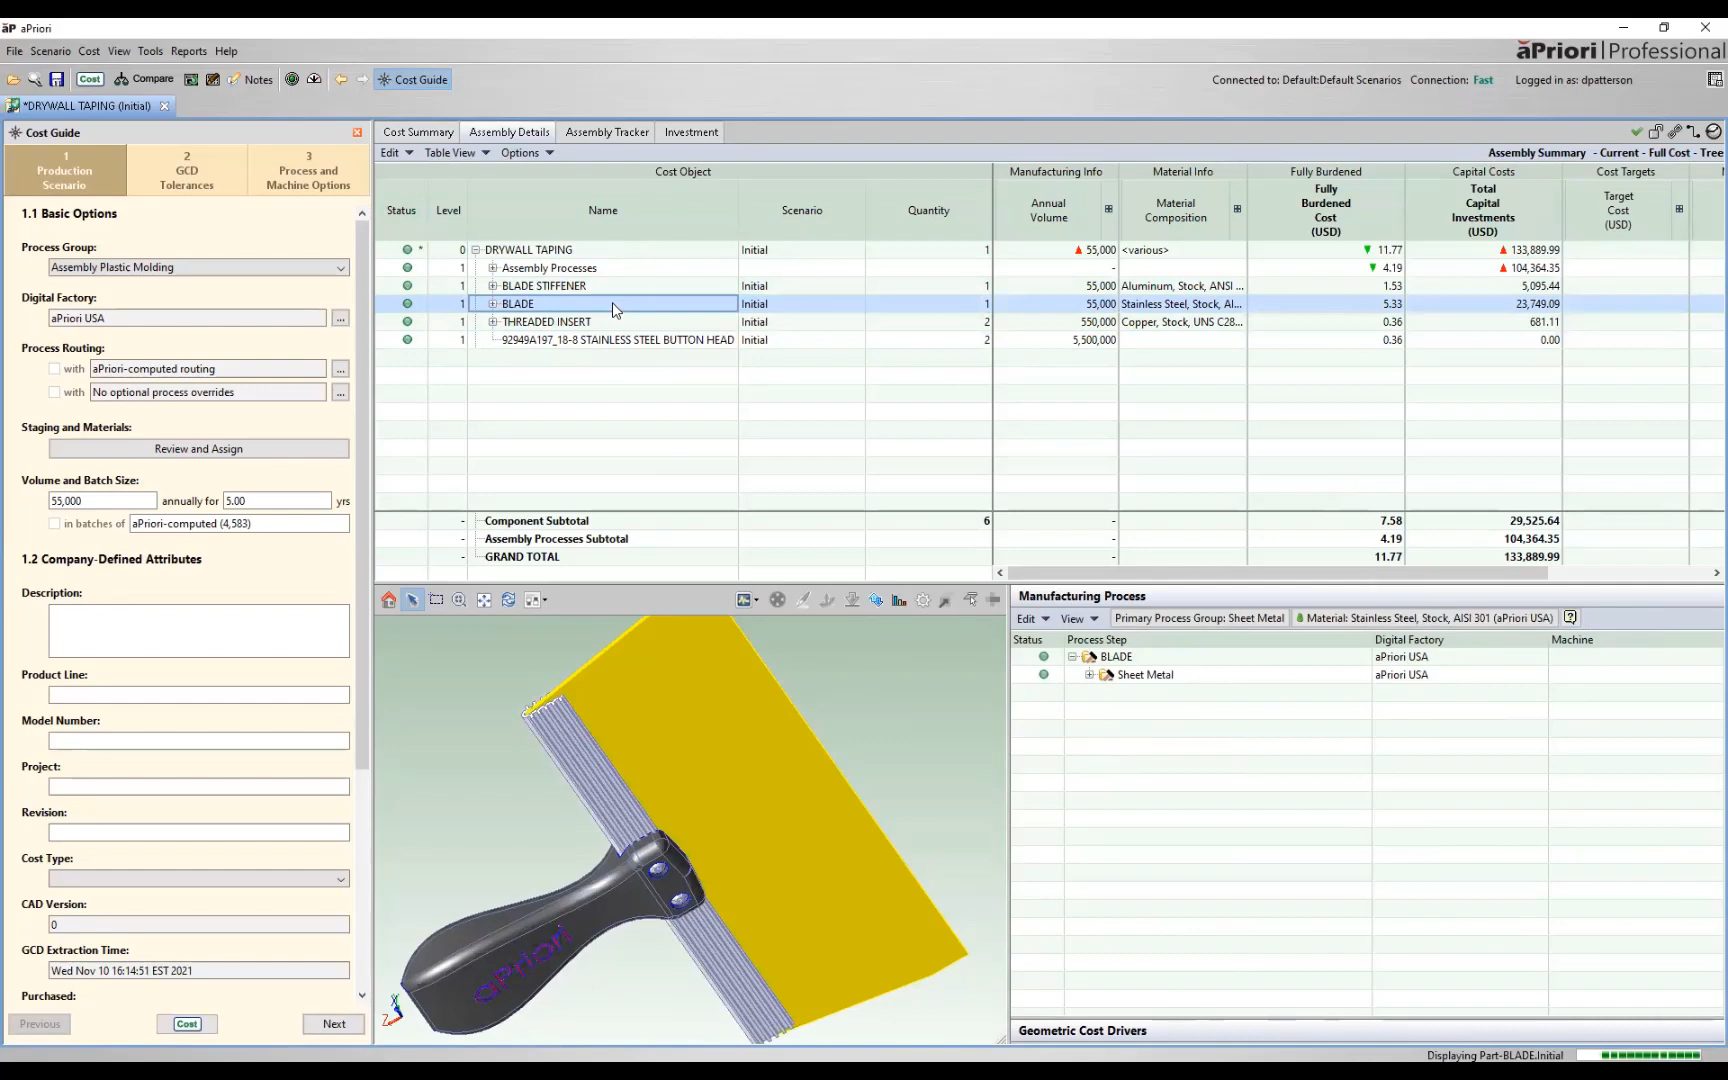 aP aPriori
File Scenario Cost View Tools Reports Help
aPriori | Professional
Cost Compare Notes Cost Guide
Connected to: Default:Default Scenarios Connection: Fast Logged in as: dpatterson
*DRYWALL TAPING (Initial)
Cost Guide
1 Production Scenario
2 GCD Tolerances
3 Process and Machine Options
1.1 Basic Options
Process Group:
Assembly Plastic Molding
Digital Factory:
aPriori USA ...
Process Routing:
with aPriori-computed routing ...
with No optional process overrides ...
Staging and Materials:
Review and Assign
Volume and Batch Size:
55,000 annually for 5.00 yrs
in batches of aPriori-computed (4,583)
1.2 Company-Defined Attributes
Description:
Product Line:
Model Number:
Project:
Revision:
Cost Type:
CAD Version:
0
GCD Extraction Time:
Wed Nov 10 16:14:51 EST 2021
Purchased:
Previous Cost Next
Cost Summary Assembly Details Assembly Tracker Investment
Edit Table View Options Assembly Summary - Current - Full Cost - Tree
Cost Object Manufacturing Info Material Info Fully Burdened Capital Costs Cost Targets
Status Level Name Scenario Quantity Annual Volume Material Composition Fully Burdened Cost (USD) Total Capital Investments (USD) Target Cost (USD)
* 0 DRYWALL TAPING Initial 1 55,000 <various> 11.77 133,889.99
1 Assembly Processes - 4.19 104,364.35
1 BLADE STIFFENER Initial 1 55,000 Aluminum, Stock, ANSI ... 1.53 5,095.44
1 BLADE Initial 1 55,000 Stainless Steel, Stock, AI... 5.33 23,749.09
1 THREADED INSERT Initial 2 550,000 Copper, Stock, UNS C28... 0.36 681.11
1 92949A197_18-8 STAINLESS STEEL BUTTON HEAD Initial 2 5,500,000 0.36 0.00
- Component Subtotal 6 - 7.58 29,525.64
- Assembly Processes Subtotal - 4.19 104,364.35
- GRAND TOTAL - 11.77 133,889.99
aPriori
Manufacturing Process
Edit View Primary Process Group: Sheet Metal Material: Stainless Steel, Stock, AISI 301 (aPriori USA)
Status Process Step Digital Factory Machine
BLADE aPriori USA
Sheet Metal aPriori USA
Geometric Cost Drivers
Displaying Part-BLADE.Initial